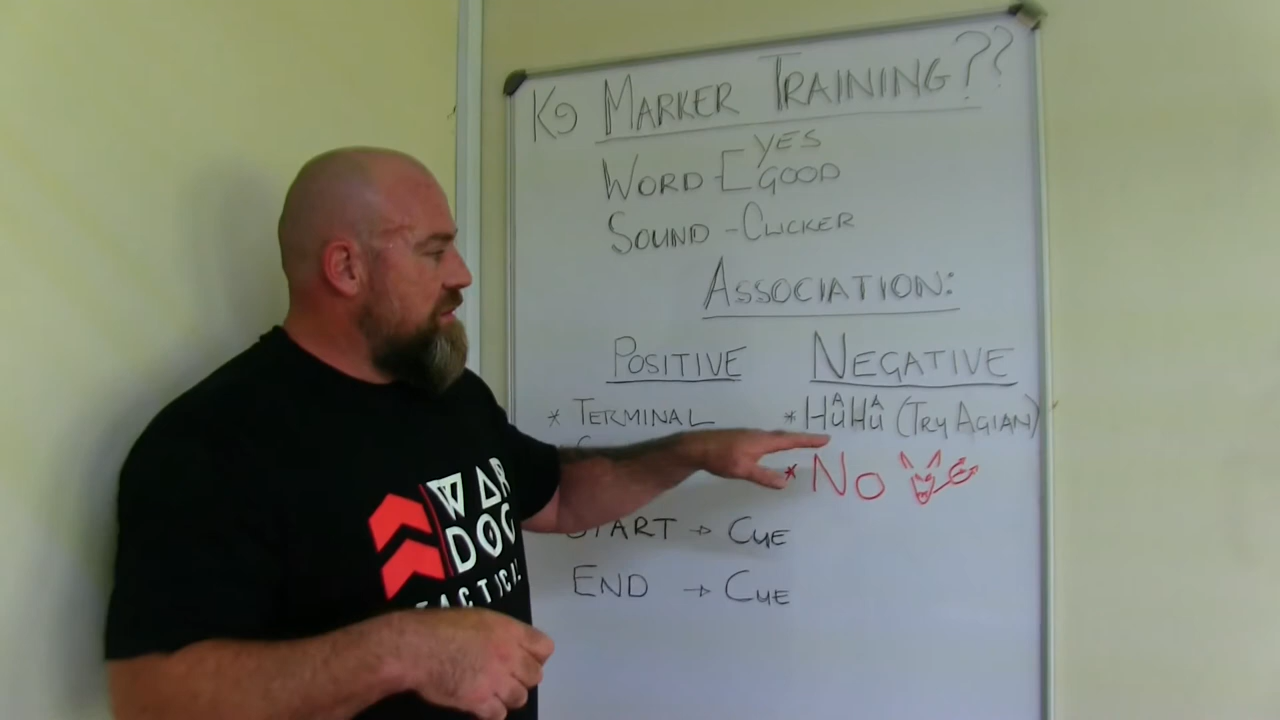 K9 MARKER TRAINING??
WORD - [ YES
GOOD
SOUND - CLICKER
ASSOCIATION:
POSITIVE
NEGATIVE
* TERMINAL
* HûHû (TRY AGIAN)
* NO
START → CUE
END → CUE
WAR
DOG
TACTICAL